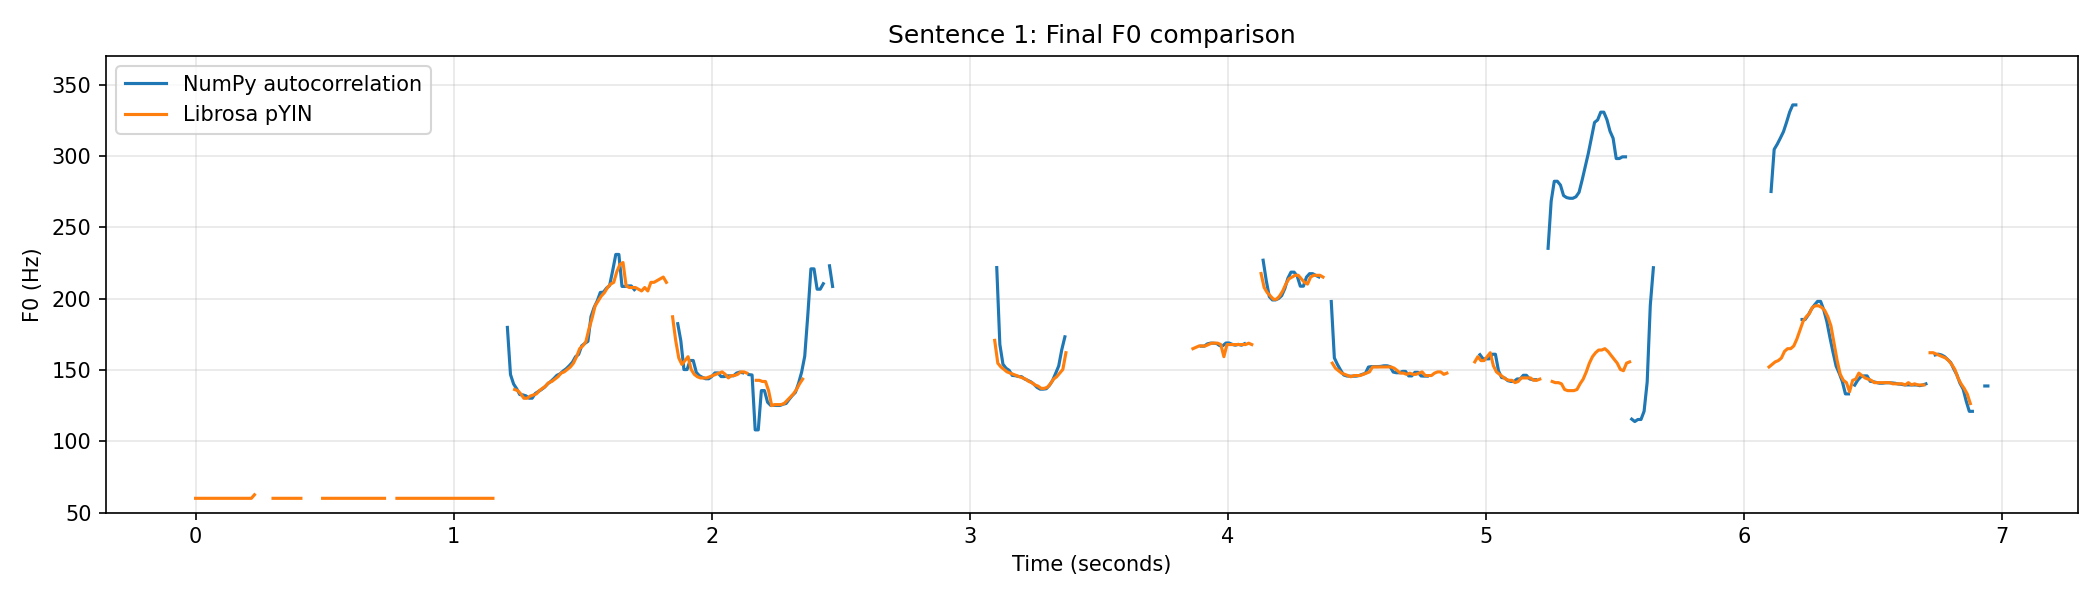 Sentence 1: Final F0 comparison
NumPy autocorrelation
Librosa pYIN
350
300
250
200
150
100
50
F0 (Hz)
0 1 2 3 4 5 6 7
Time (seconds)